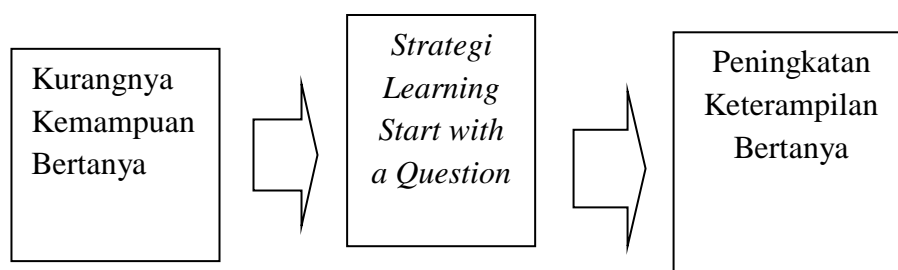 Kurangnya
Kemampuan
Bertanya
Strategi
Learning
Start with
a Question
Peningkatan
Keterampilan
Bertanya